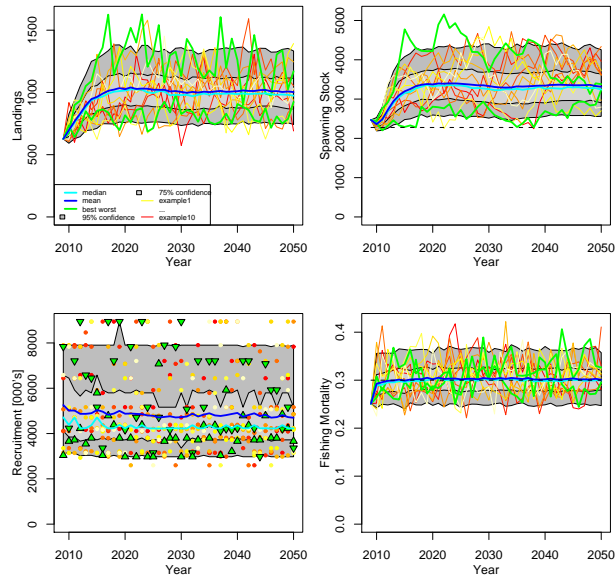 Landings
0
500
1000
1500
median
mean
best worst
95% confidence
75% confidence
example1
...
example10
2010 2020 2030 2040 2050
Year
Spawning Stock
0
1000
2000
3000
4000
5000
2010 2020 2030 2040 2050
Year
Recruitment [000's]
0
2000
4000
6000
8000
2010 2020 2030 2040 2050
Year
Fishing Mortality
0.0
0.1
0.2
0.3
0.4
2010 2020 2030 2040 2050
Year